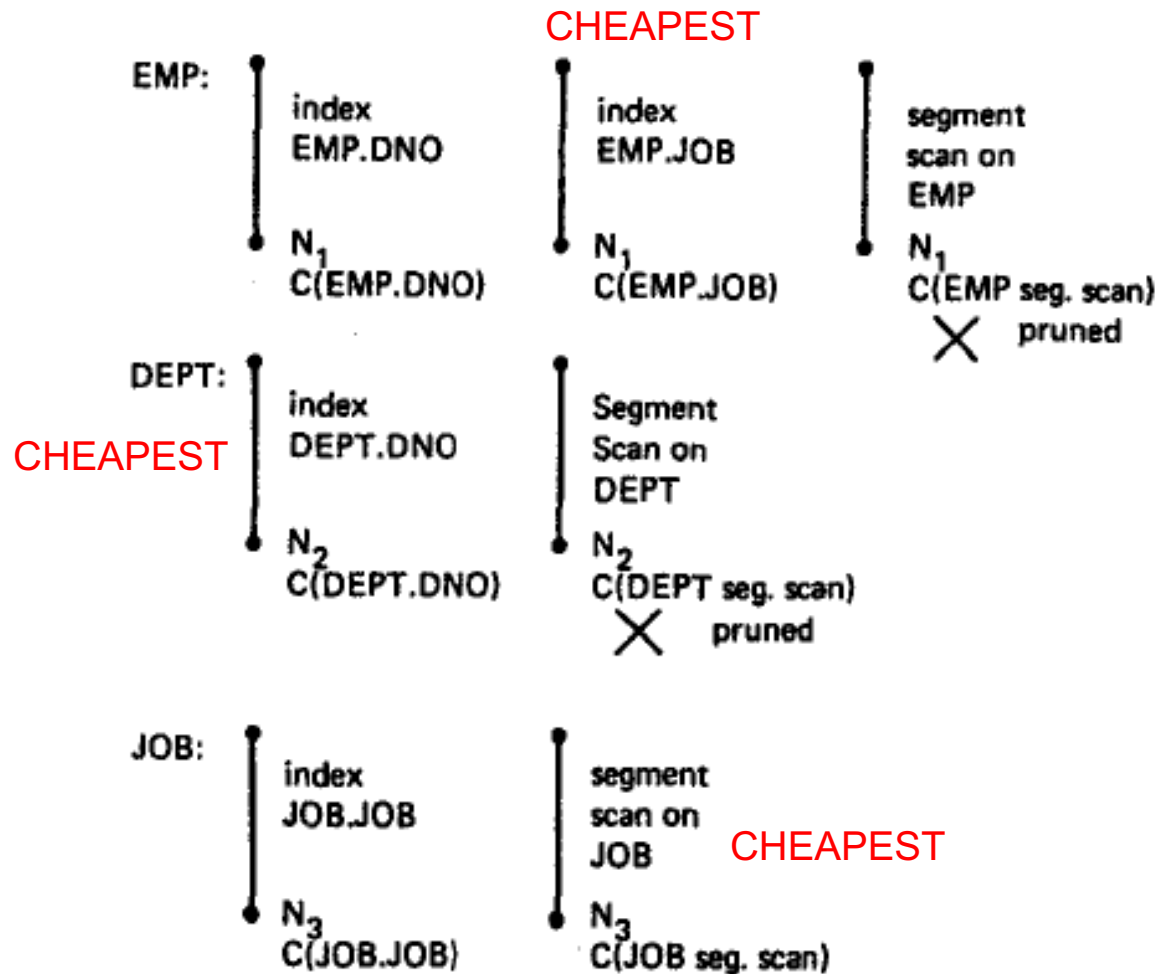 CHEAPEST
EMP:
index
EMP.DNO
N1
C(EMP.DNO)
index
EMP.JOB
N1
C(EMP.JOB)
segment
scan on
EMP
N1
C(EMP seg. scan)
pruned
DEPT:
CHEAPEST
index
DEPT.DNO
N2
C(DEPT.DNO)
Segment
Scan on
DEPT
N2
C(DEPT seg. scan)
pruned
JOB:
index
JOB.JOB
N3
C(JOB.JOB)
segment
scan on
JOB
CHEAPEST
N3
C(JOB seg. scan)